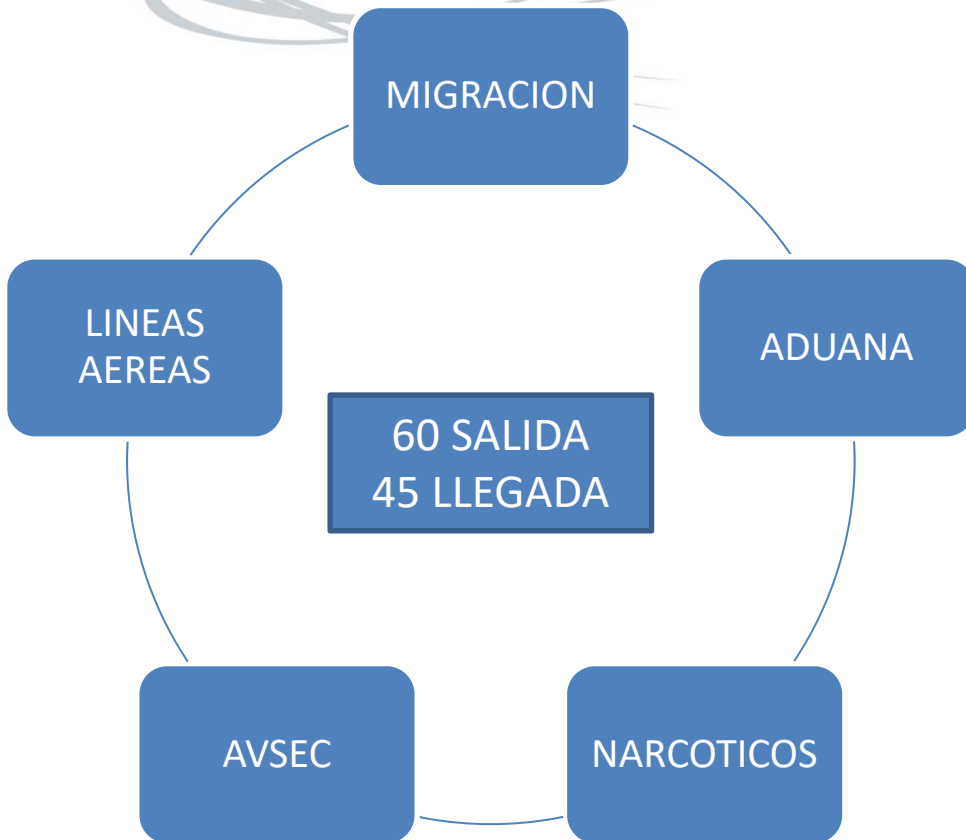 MIGRACION
LINEAS
AEREAS
ADUANA
60 SALIDA
45 LLEGADA
AVSEC
NARCOTICOS